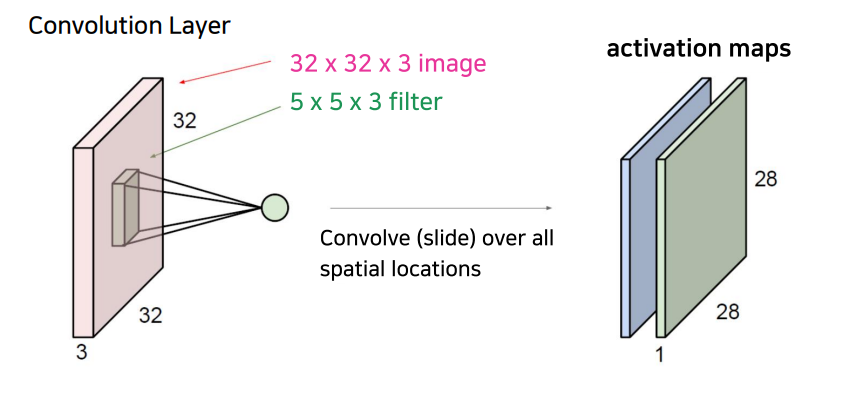 Convolution Layer
activation maps
32 x 32 x 3 image
5 x 5 x 3 filter
32
28
Convolve (slide) over all
spatial locations
32
28
3
1